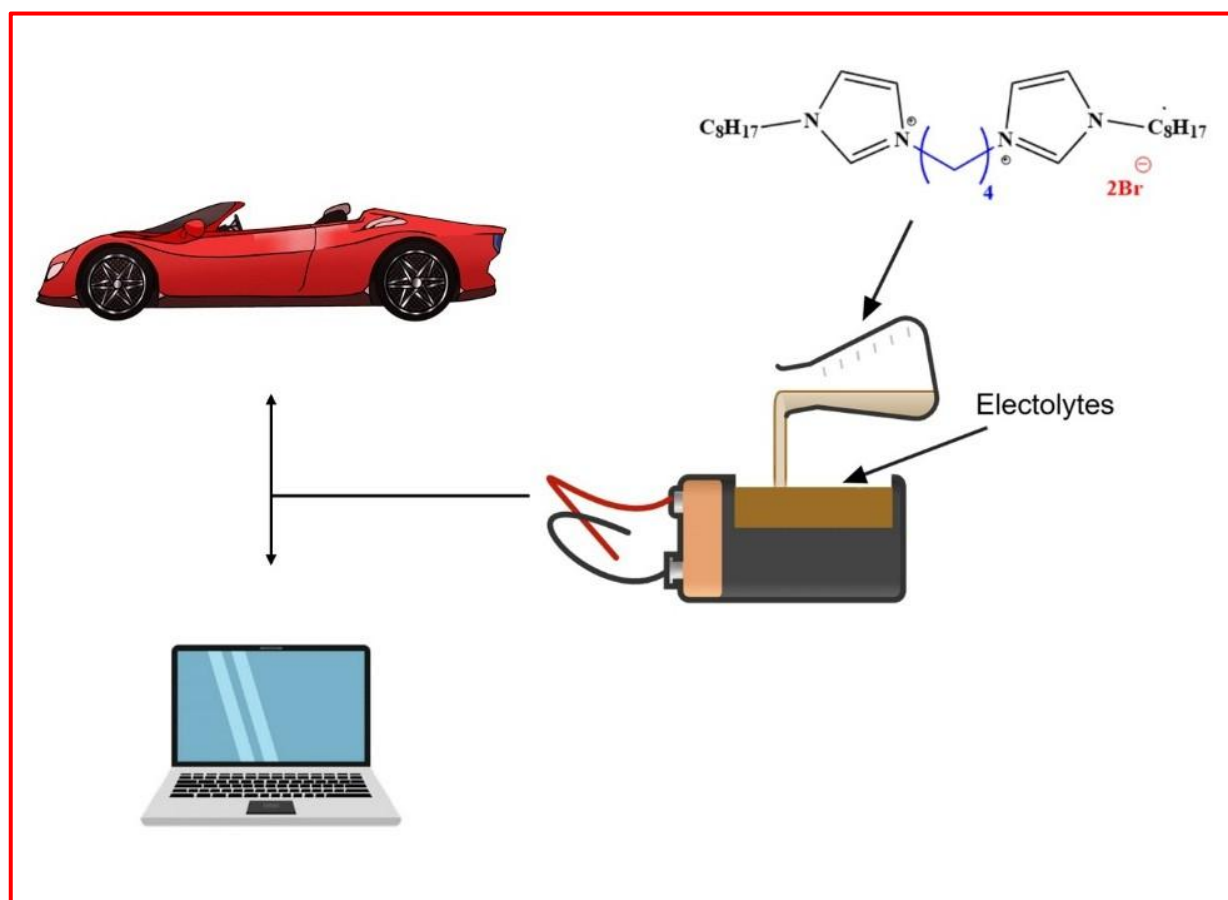 C₈H₁₇ N N⊕ ( )₄ N⊕ N C₈H₁₇
2Br⊖
Electolytes